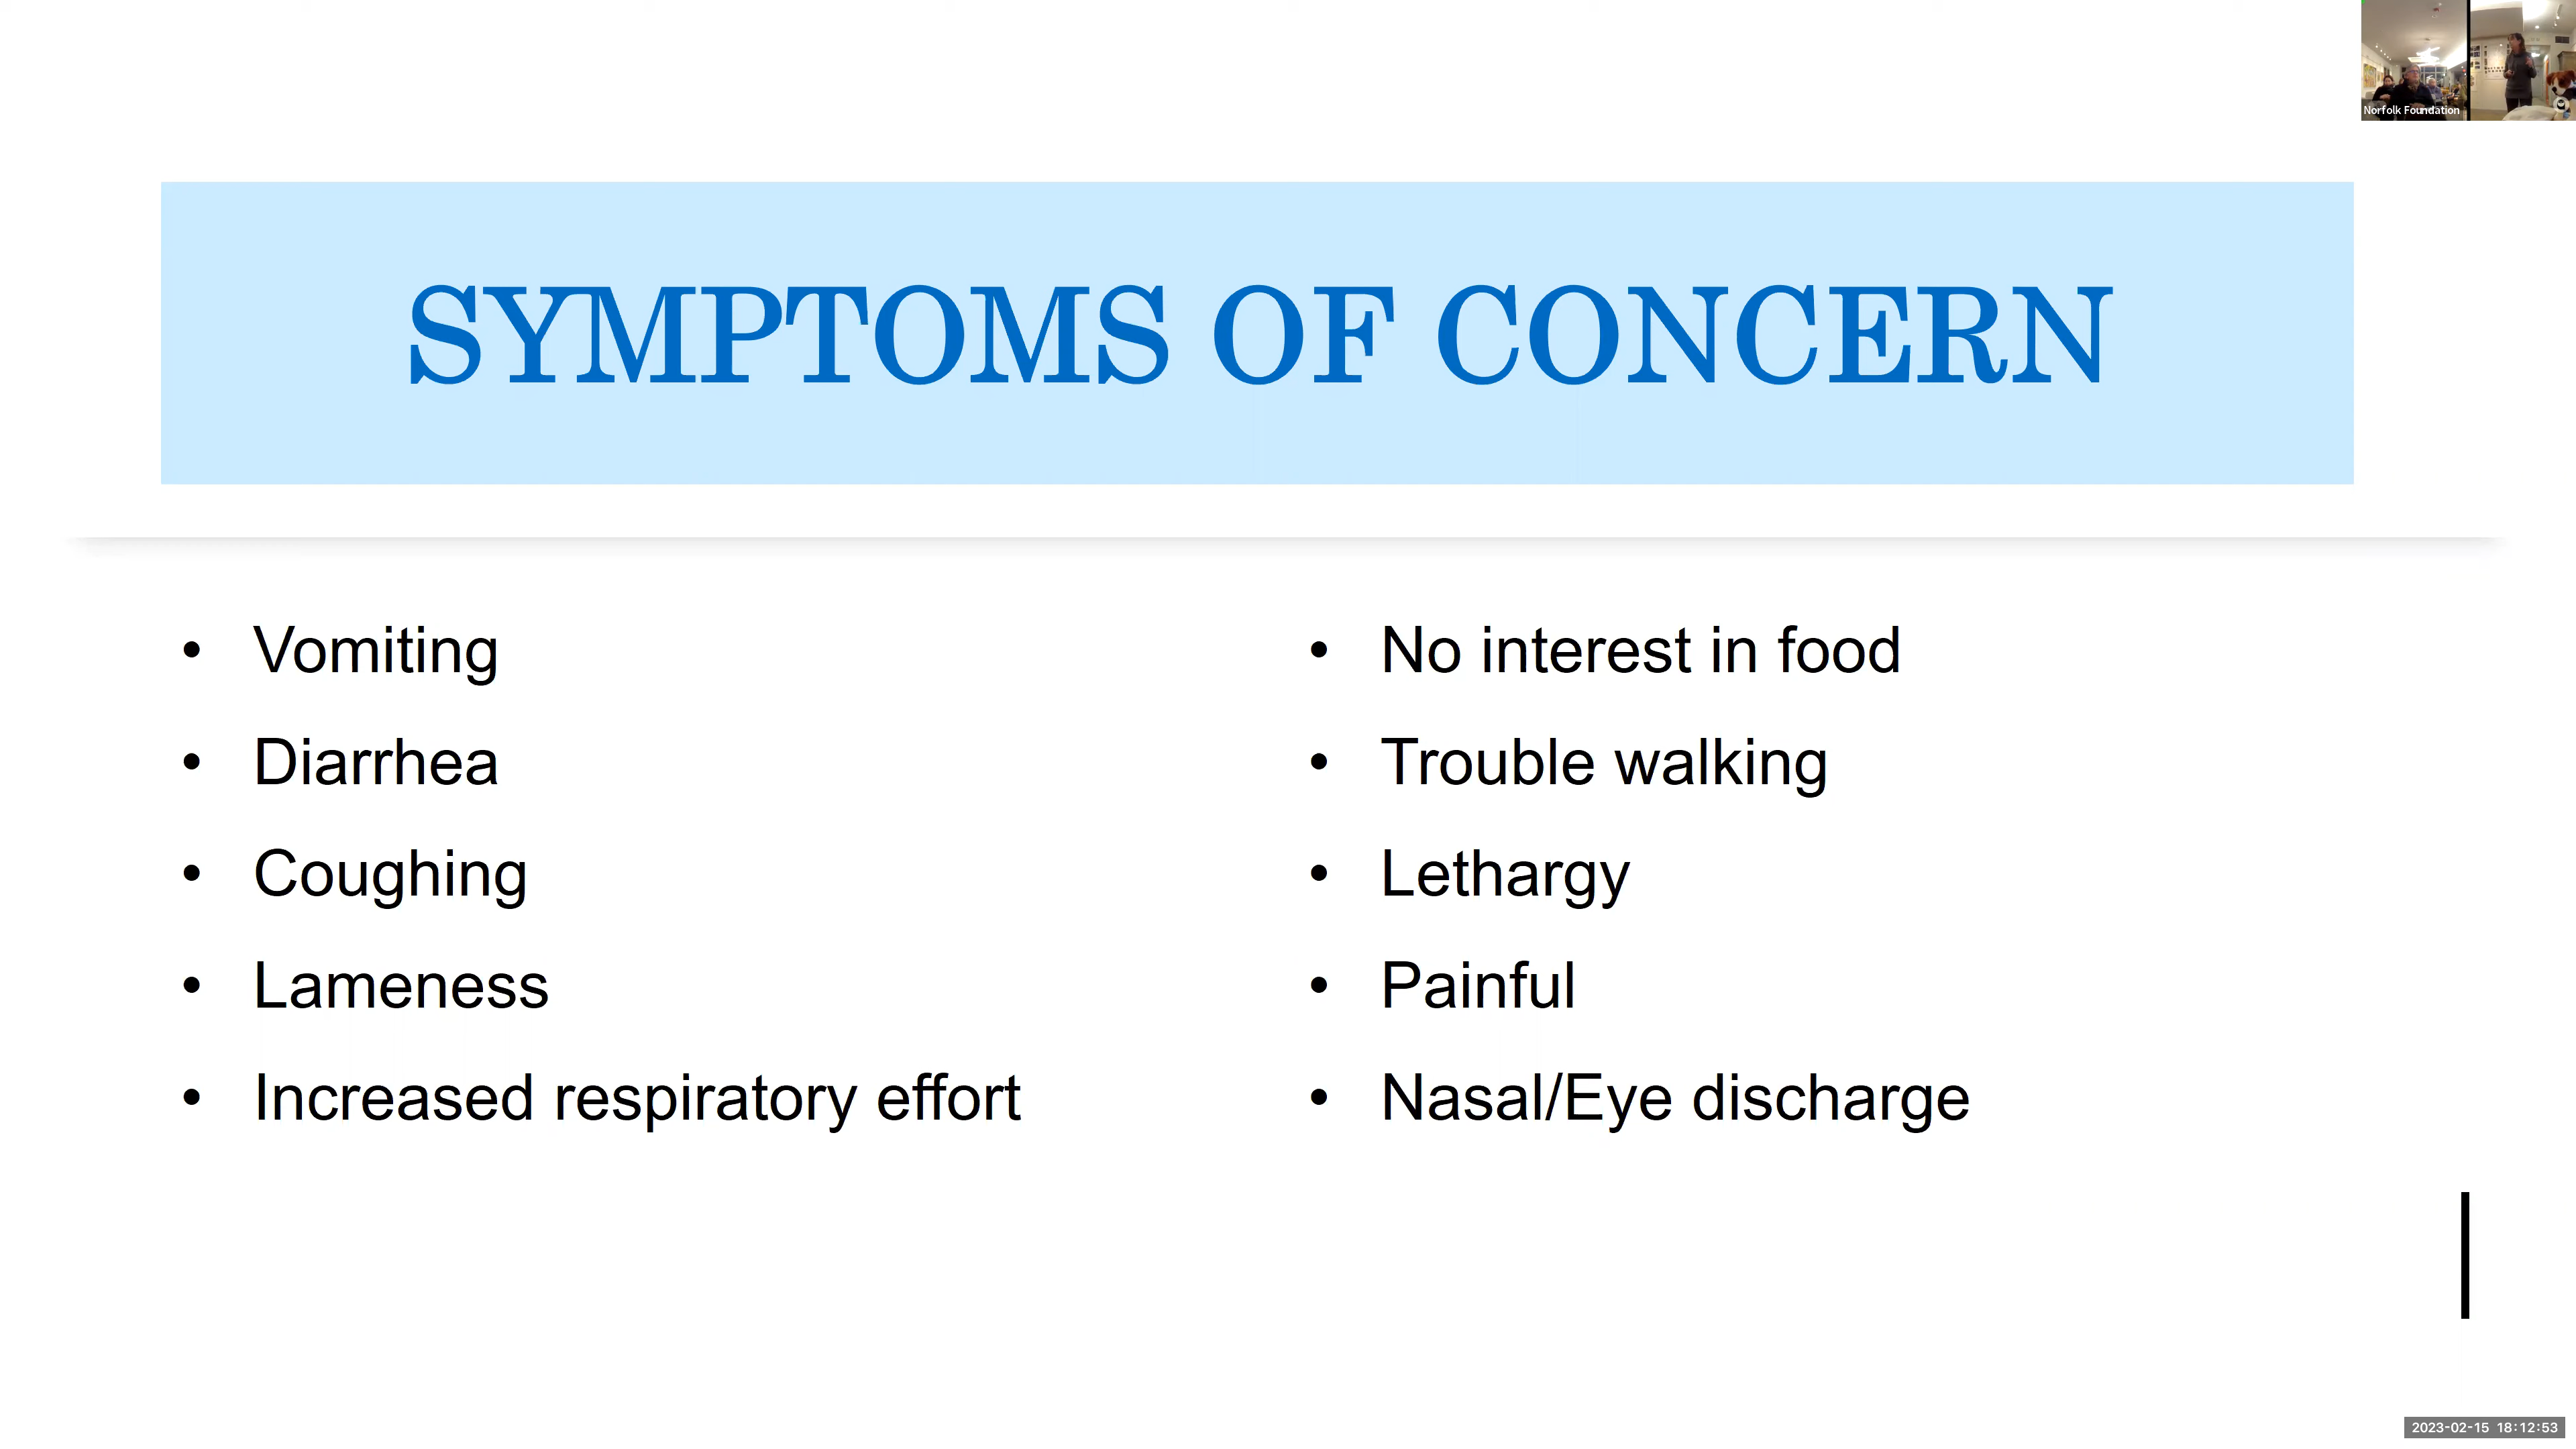 Norfolk Foundation
SYMPTOMS OF CONCERN
• Vomiting
• Diarrhea
• Coughing
• Lameness
• Increased respiratory effort
• No interest in food
• Trouble walking
• Lethargy
• Painful
• Nasal/Eye discharge
2023-02-15 18:12:53